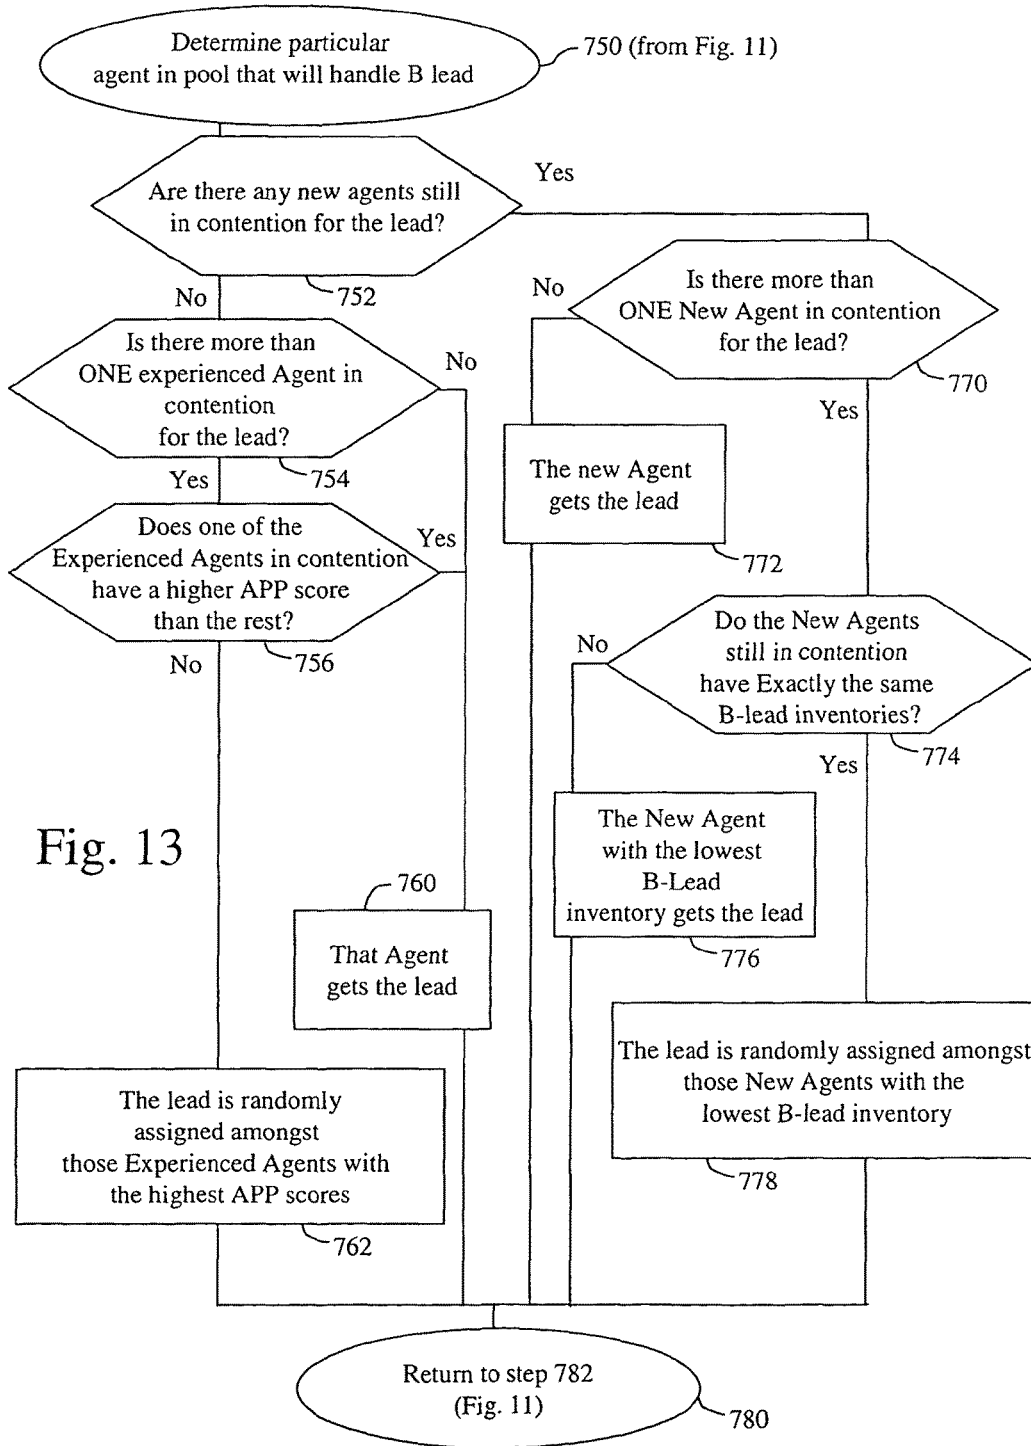 Determine particular
agent in pool that will handle B lead
750 (from Fig. 11)
Are there any new agents still
in contention for the lead?
752
Yes
No
Is there more than
ONE experienced Agent in
contention
for the lead?
754
No
Yes
Does one of the
Experienced Agents in contention
have a higher APP score
than the rest?
756
Yes
No
Is there more than
ONE New Agent in contention
for the lead?
770
No
Yes
The new Agent
gets the lead
772
Do the New Agents
still in contention
have Exactly the same
B-lead inventories?
774
No
Yes
Fig. 13
The New Agent
with the lowest
B-Lead
inventory gets the lead
776
760
That Agent
gets the lead
The lead is randomly assigned amongst
those New Agents with the
lowest B-lead inventory
778
The lead is randomly
assigned amongst
those Experienced Agents with
the highest APP scores
762
Return to step 782
(Fig. 11)
780